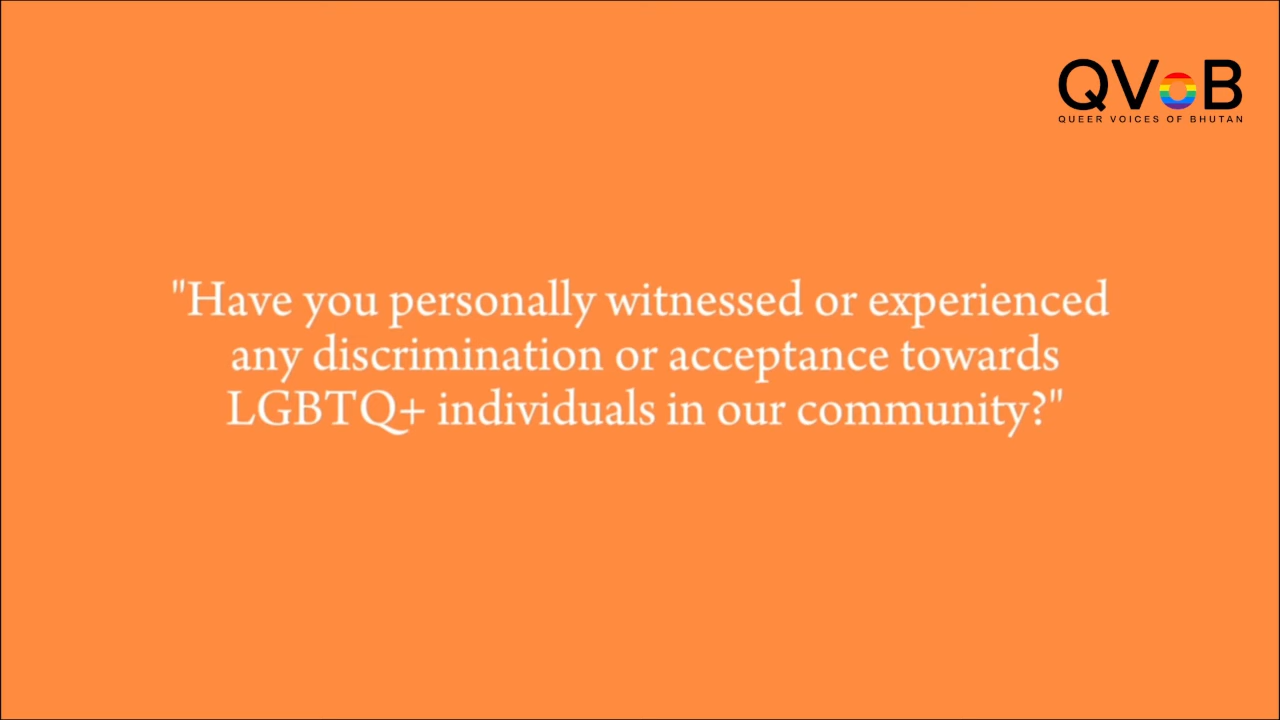 QVoB
QUEER VOICES OF BHUTAN
"Have you personally witnessed or experienced
any discrimination or acceptance towards
LGBTQ+ individuals in our community?"